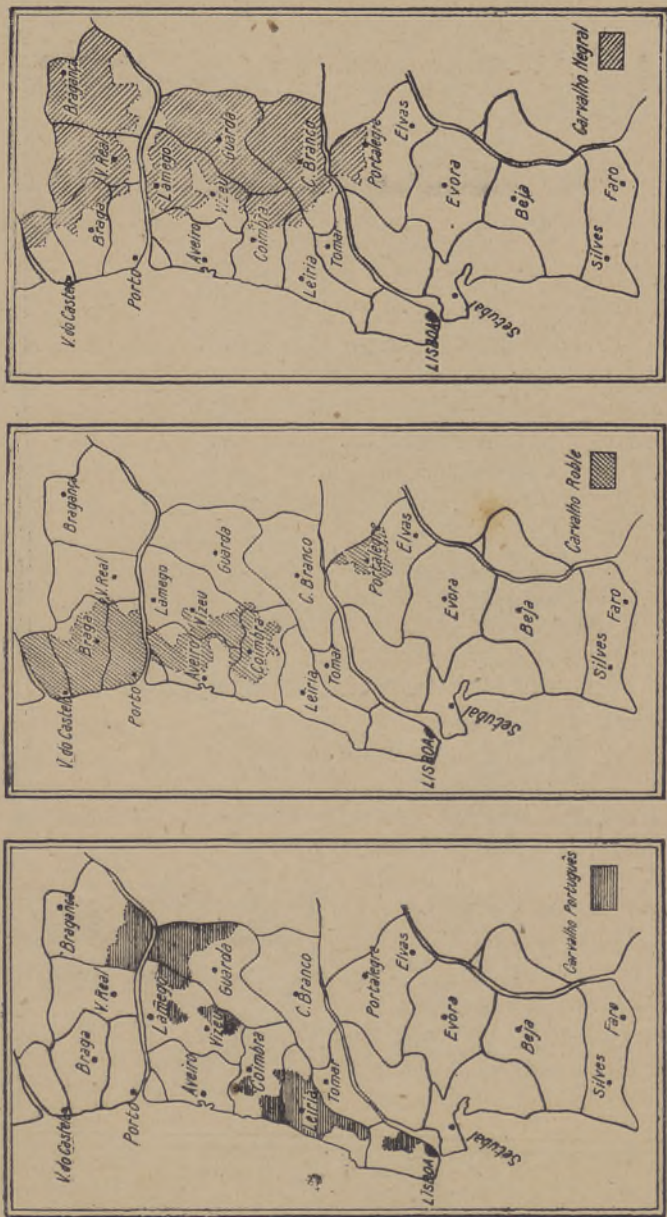 V. do Castelo
Braga
Bragança
V. Real
Porto
Lamego
Aveiro
Vizeu
Guarda
Coimbra
Leiria
Tomar
C. Branco
Portalegre
LISBOA
Elvas
Setubal
Evora
Beja
Silves
Faro
Carvalho Negral
V. do Castelo
Braga
Bragança
V. Real
Porto
Lamego
Aveiro
Vizeu
Guarda
Coimbra
Leiria
Tomar
C. Branco
Portalegre
LISBOA
Elvas
Setubal
Evora
Beja
Silves
Faro
Carvalho Roble
V. do Castelo
Braga
Bragança
V. Real
Porto
Lamego
Aveiro
Vizeu
Guarda
Coimbra
Leiria
Tomar
C. Branco
Portalegre
LISBOA
Elvas
Setubal
Evora
Beja
Silves
Faro
Carvalho Português